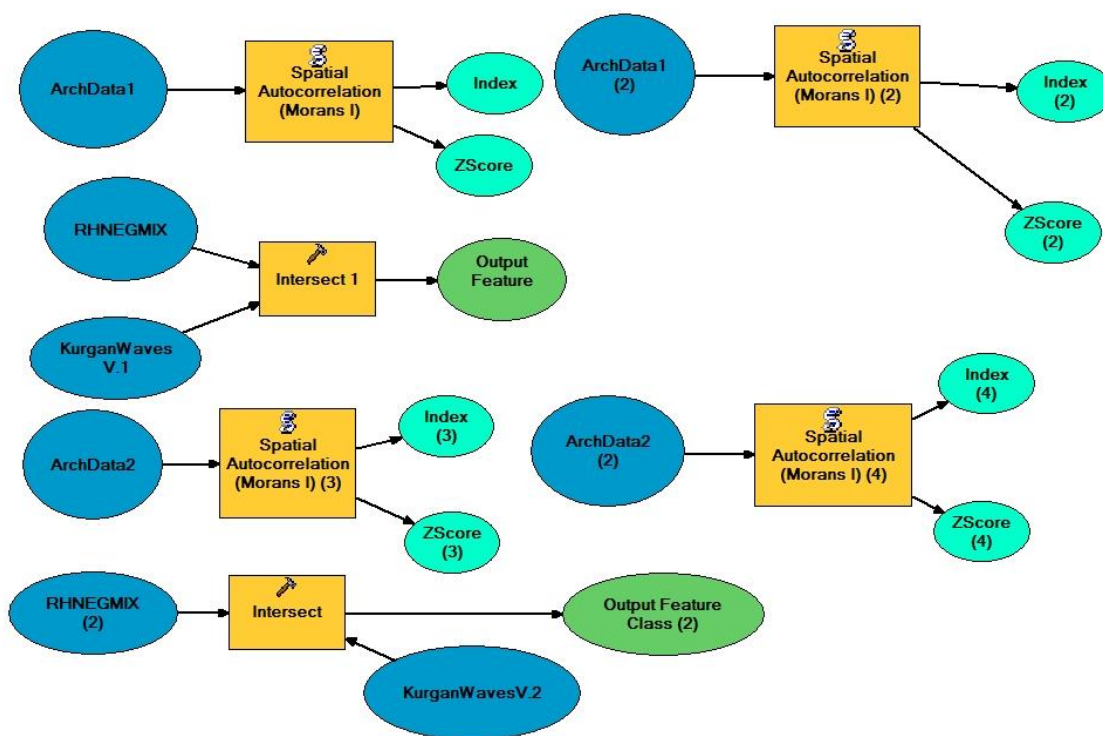 ArchData1
Spatial
Autocorrelation
(Morans I)
Index
ZScore
ArchData1
(2)
Spatial
Autocorrelation
(Morans I) (2)
Index
(2)
ZScore
(2)
RHNEGMIX
KurganWaves
V.1
Intersect 1
Output
Feature
ArchData2
Spatial
Autocorrelation
(Morans I) (3)
Index
(3)
ZScore
(3)
ArchData2
(2)
Spatial
Autocorrelation
(Morans I) (4)
Index
(4)
ZScore
(4)
RHNEGMIX
(2)
Intersect
Output Feature
Class (2)
KurganWavesV.2